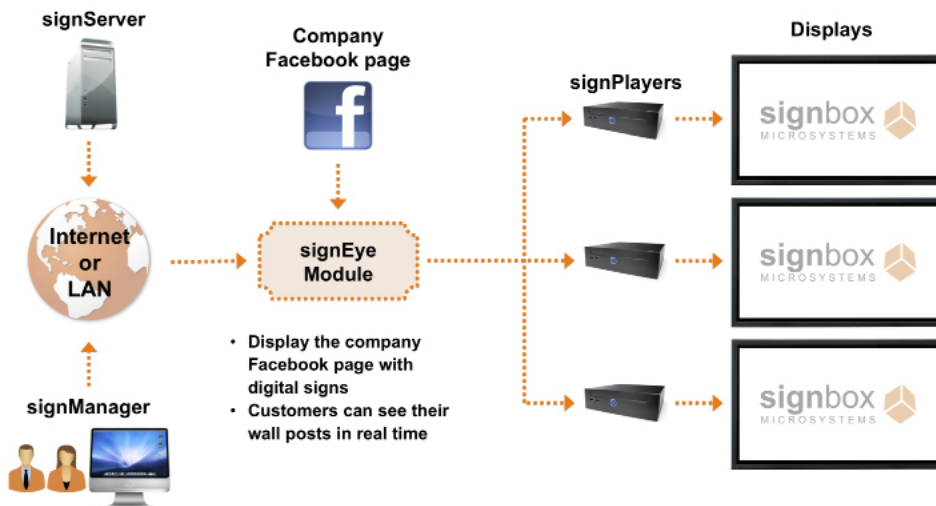 signServer
Company
Facebook page
Displays
signPlayers
f
signbox
MICROSYSTEMS
Internet
or
LAN
signEye
Module
signbox
MICROSYSTEMS
• Display the company
Facebook page with
digital signs
• Customers can see their
wall posts in real time
signManager
signbox
MICROSYSTEMS